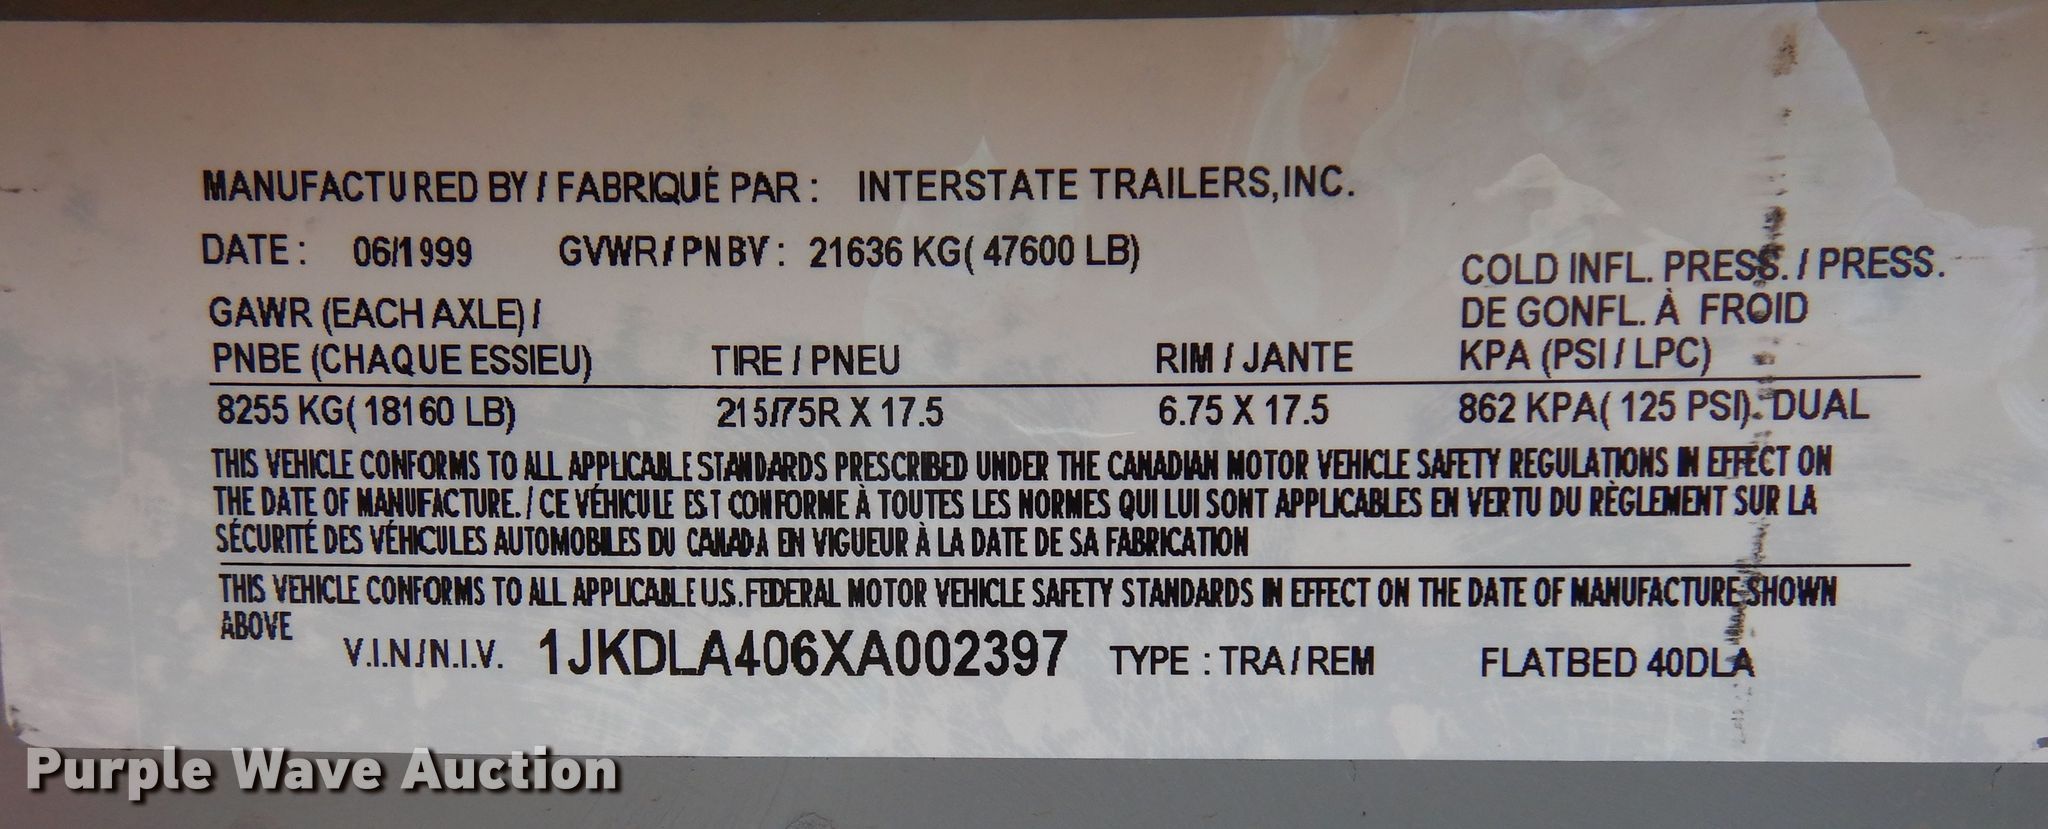 MANUFACTURED BY / FABRIQUÉ PAR : INTERSTATE TRAILERS,INC.
DATE : 06/1999 GVWR / PNBV : 21636 KG( 47600 LB)
COLD INFL. PRESS. / PRESS.
GAWR (EACH AXLE) /
DE GONFL. À FROID
PNBE (CHAQUE ESSIEU) TIRE / PNEU RIM / JANTE KPA (PSI / LPC)
8255 KG( 18160 LB) 215/75R X 17.5 6.75 X 17.5 862 KPA( 125 PSI). DUAL
THIS VEHICLE CONFORMS TO ALL APPLICABLE STANDARDS PRESCRIBED UNDER THE CANADIAN MOTOR VEHICLE SAFETY REGULATIONS IN EFFECT ON
THE DATE OF MANUFACTURE. / CE VÉHICULE EST CONFORME À TOUTES LES NORMES QUI LUI SONT APPLICABLES EN VERTU DU RÈGLEMENT SUR LA
SÉCURITÉ DES VÉHICULES AUTOMOBILES DU CANADA EN VIGUEUR À LA DATE DE SA FABRICATION
THIS VEHICLE CONFORMS TO ALL APPLICABLE U.S. FEDERAL MOTOR VEHICLE SAFETY STANDARDS IN EFFECT ON THE DATE OF MANUFACTURE SHOWN
ABOVE
V.I.N./N.I.V. 1JKDLA406XA002397 TYPE : TRA / REM FLATBED 40DLA
Purple Wave Auction